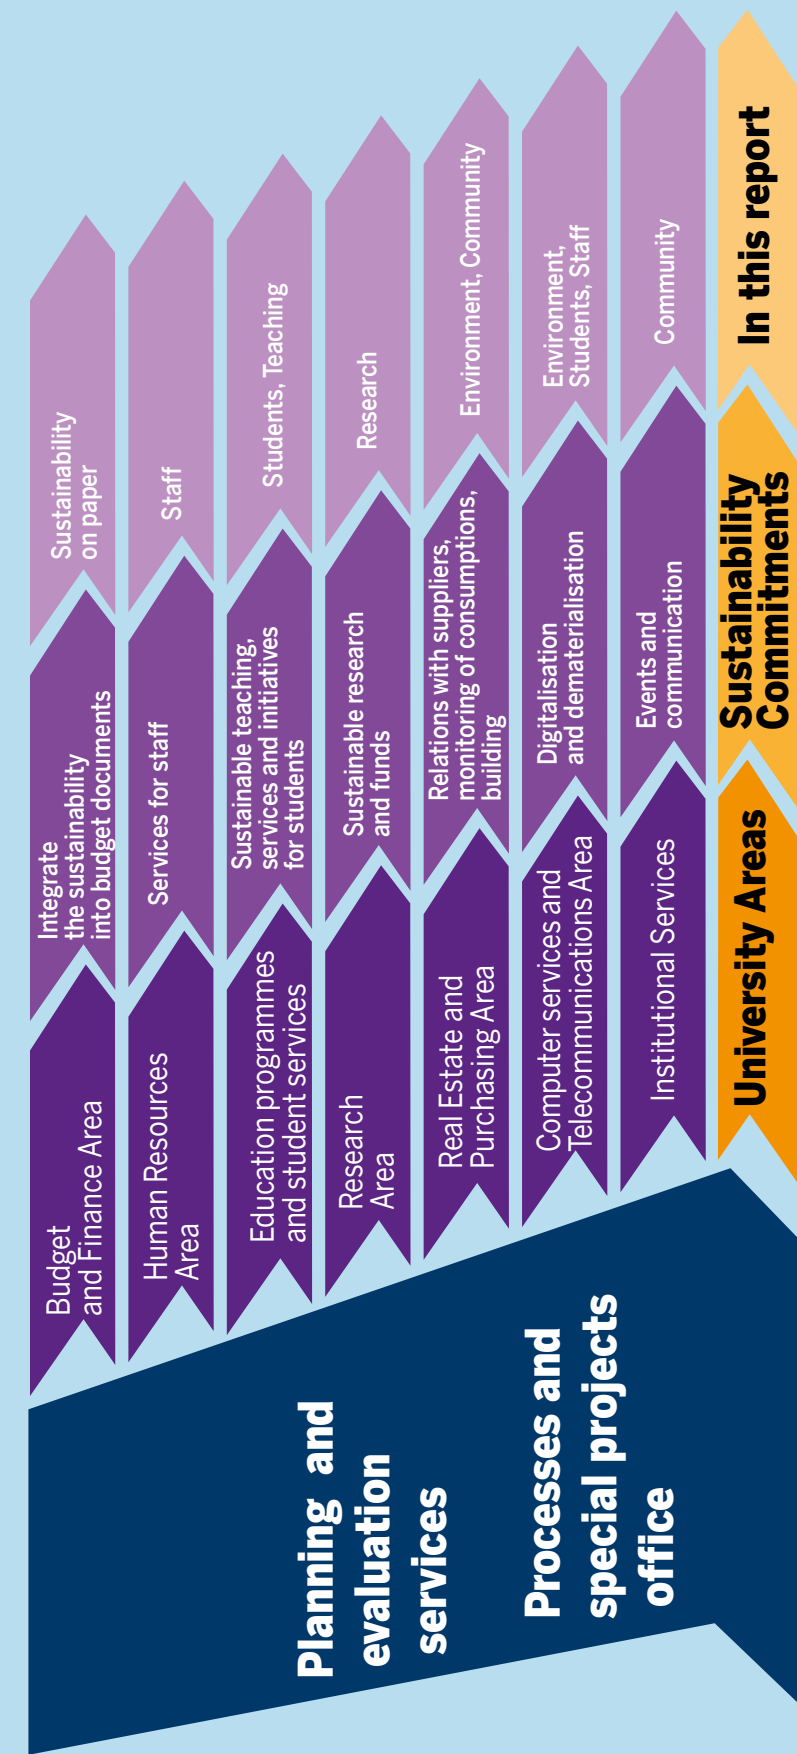 Planning and
evaluation
services
Processes and
special projects
office
Budget
and Finance Area
Integrate
the sustainability
into budget documents
Sustainability
on paper
Human Resources
Area
Services for staff
Staff
Education programmes
and student services
Sustainable teaching,
services and initiatives
for students
Students, Teaching
Research
Area
Sustainable research
and funds
Research
Real Estate and
Purchasing Area
Relations with suppliers,
monitoring of consumptions,
building
Environment, Community
Computer services and
Telecommunications Area
Digitalisation
and dematerialisation
Environment,
Students, Staff
Institutional Services
Events and
communication
Community
University Areas
Sustainability
Commitments
In this report